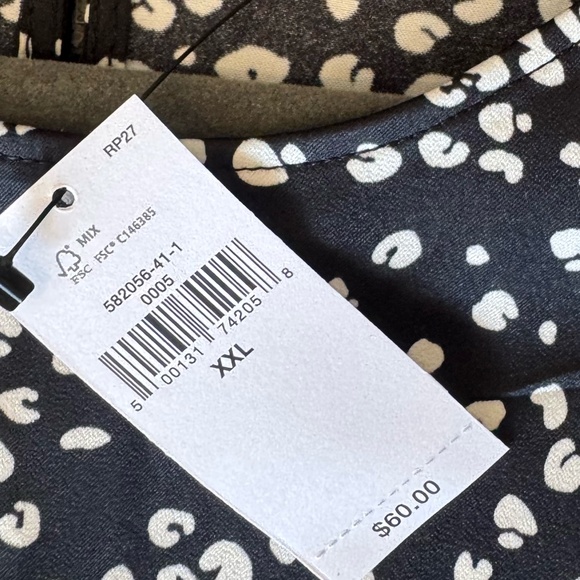 RP27
MIX
FSC FSC® C146385
582056-41-1
0005
5 00131 74205 8
XXL
$60.00